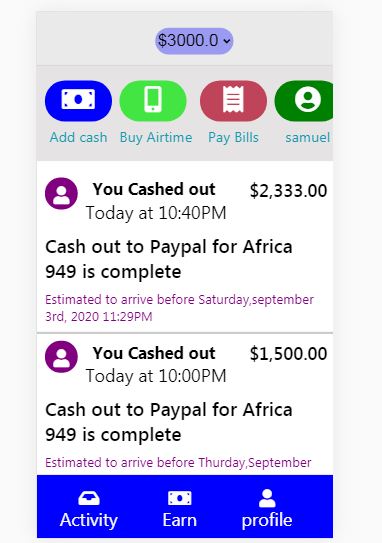 $3000.0
Add cash Buy Airtime Pay Bills samuel
You Cashed out $2,333.00
Today at 10:40PM
Cash out to Paypal for Africa
949 is complete
Estimated to arrive before Saturday,september
3rd, 2020 11:29PM
You Cashed out $1,500.00
Today at 10:00PM
Cash out to Paypal for Africa
949 is complete
Estimated to arrive before Thurday,September
Activity Earn profile